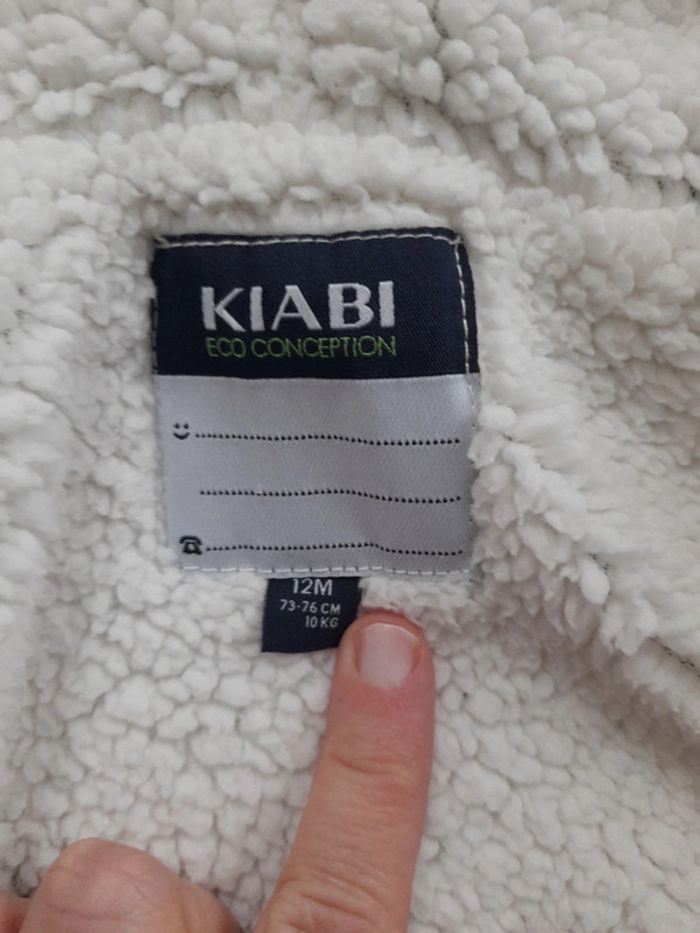 KIABI
ECO CONCEPTION
12M
73-76 CM
10 KG